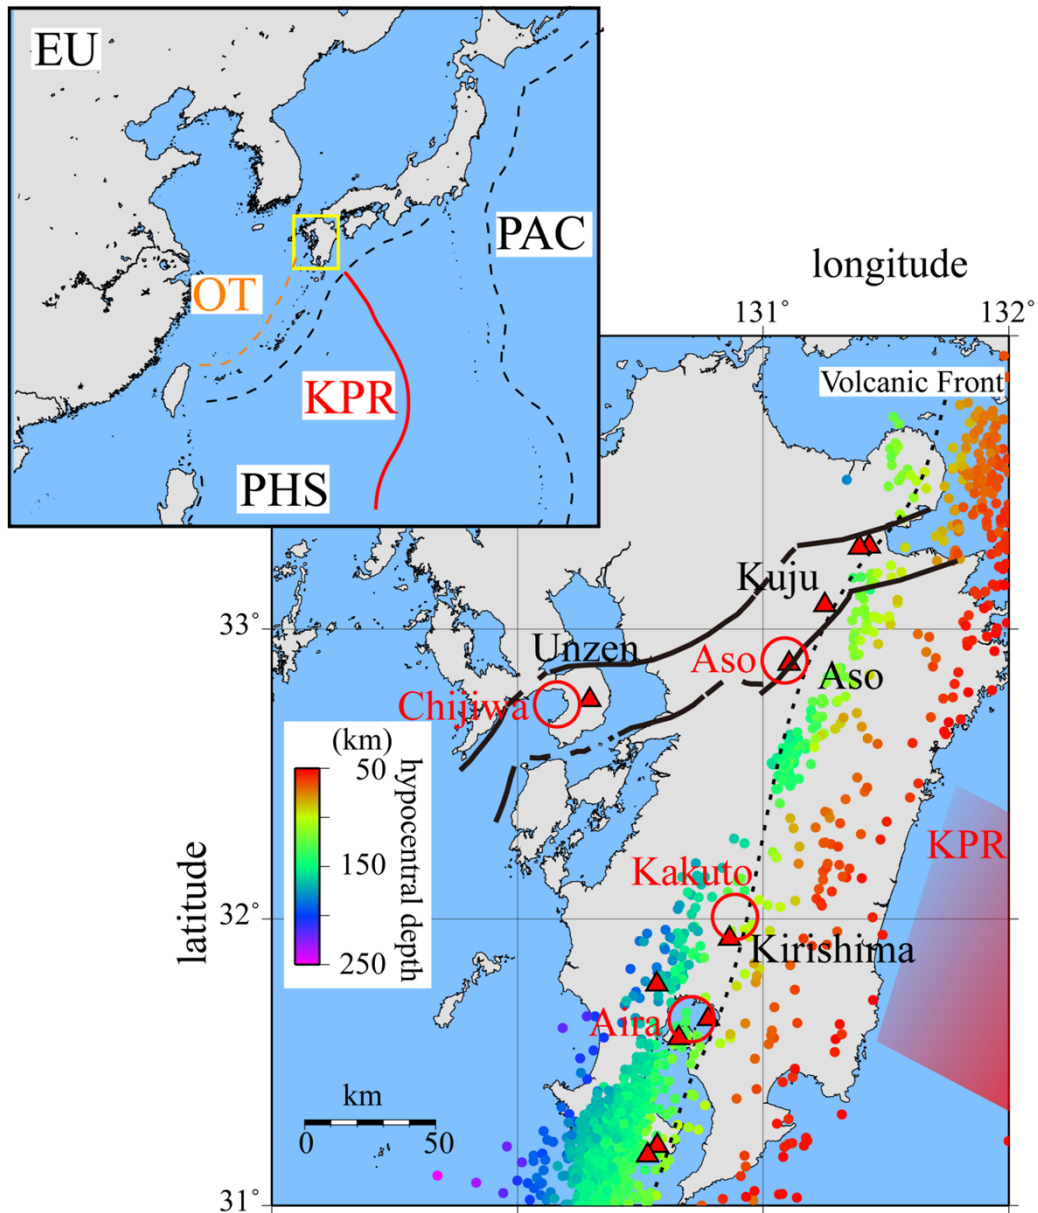 EU
PAC
OT
KPR
PHS
longitude
131°
132°
Volcanic Front
Kuju
33°
Unzen
Aso
Aso
Chijiwa
(km)
50
150
250
hypocentral depth
latitude
KPR
Kakuto
32°
Kirishima
Aira
km
0
50
31°